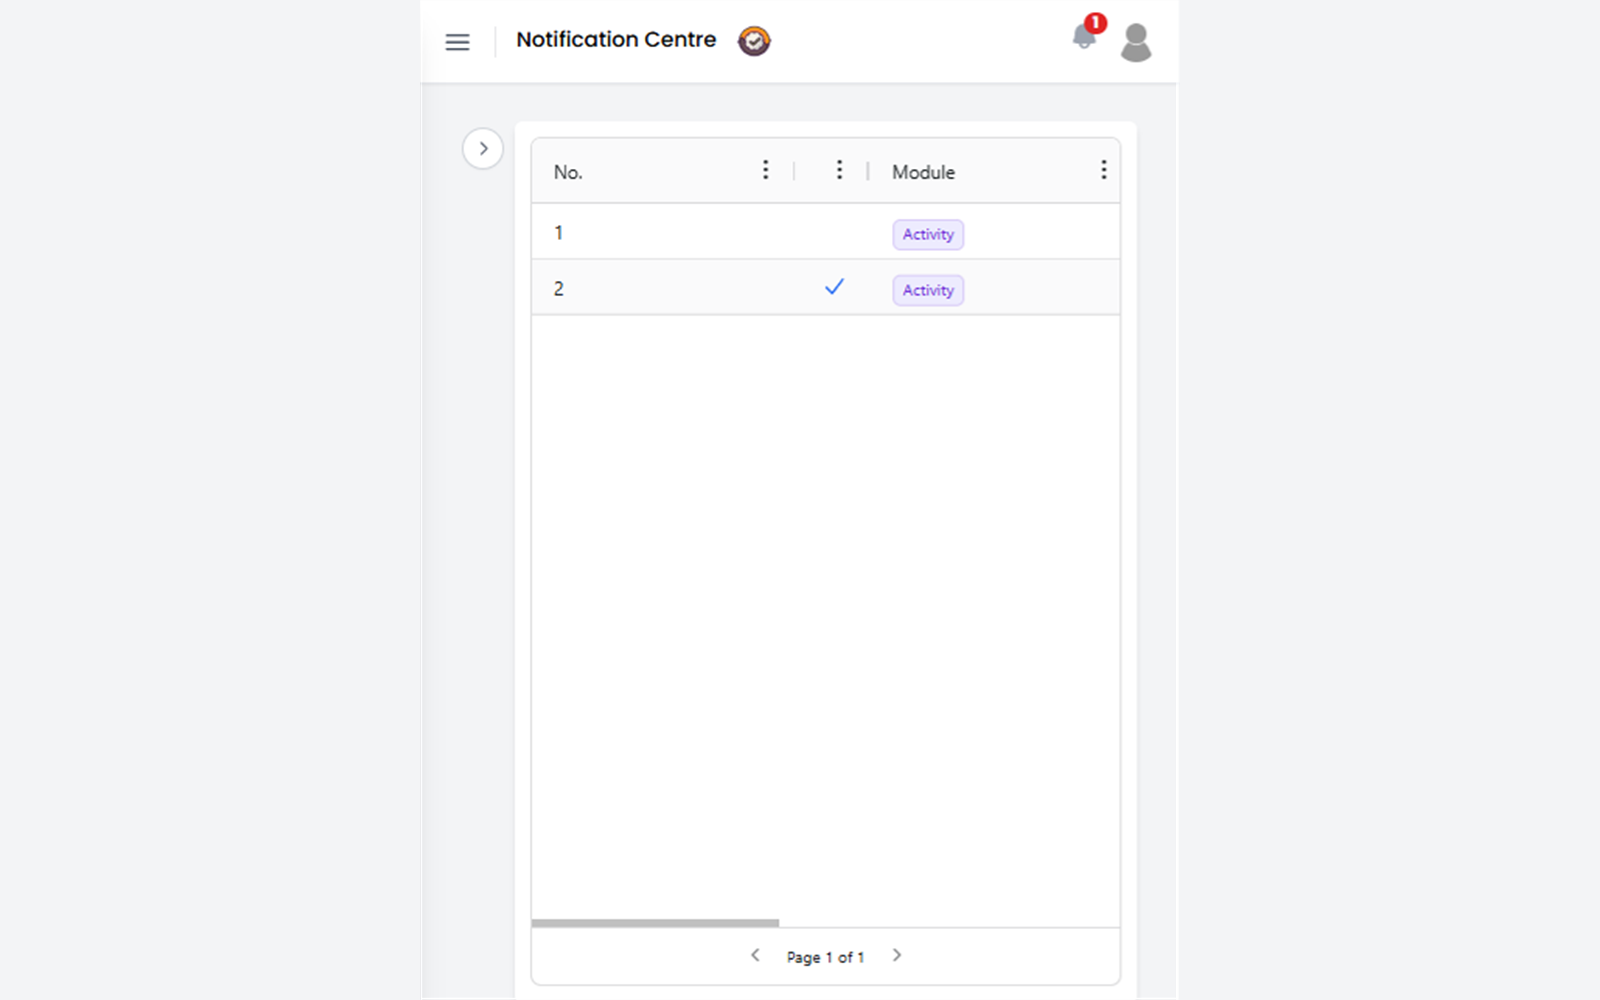 Notification Centre
1
No. Module
1 Activity
2 Activity
Page 1 of 1